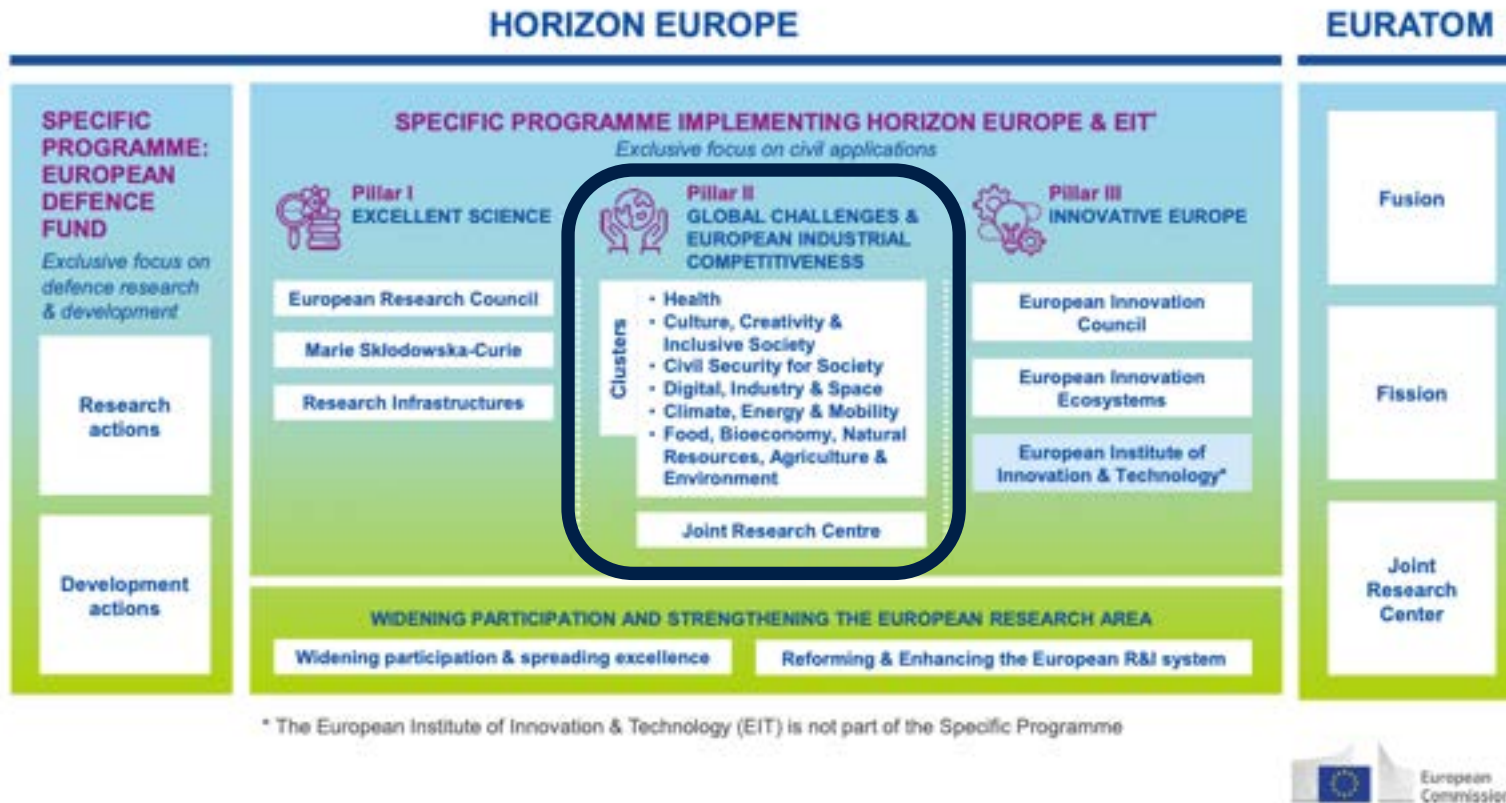 HORIZON EUROPE
EURATOM
SPECIFIC
PROGRAMME:
EUROPEAN
DEFENCE
FUND
Exclusive focus on
defence research
& development
Research
actions
Development
actions
SPECIFIC PROGRAMME IMPLEMENTING HORIZON EUROPE & EIT*
Exclusive focus on civil applications
Pillar I
EXCELLENT SCIENCE
European Research Council
Marie Skłodowska-Curie
Research Infrastructures
Pillar II
GLOBAL CHALLENGES &
EUROPEAN INDUSTRIAL
COMPETITIVENESS
Clusters
• Health
• Culture, Creativity &
Inclusive Society
• Civil Security for Society
• Digital, Industry & Space
• Climate, Energy & Mobility
• Food, Bioeconomy, Natural
Resources, Agriculture &
Environment
Joint Research Centre
Pillar III
INNOVATIVE EUROPE
European Innovation
Council
European Innovation
Ecosystems
European Institute of
Innovation & Technology*
WIDENING PARTICIPATION AND STRENGTHENING THE EUROPEAN RESEARCH AREA
Widening participation & spreading excellence
Reforming & Enhancing the European R&I system
Fusion
Fission
Joint
Research
Center
* The European Institute of Innovation & Technology (EIT) is not part of the Specific Programme
European
Commission